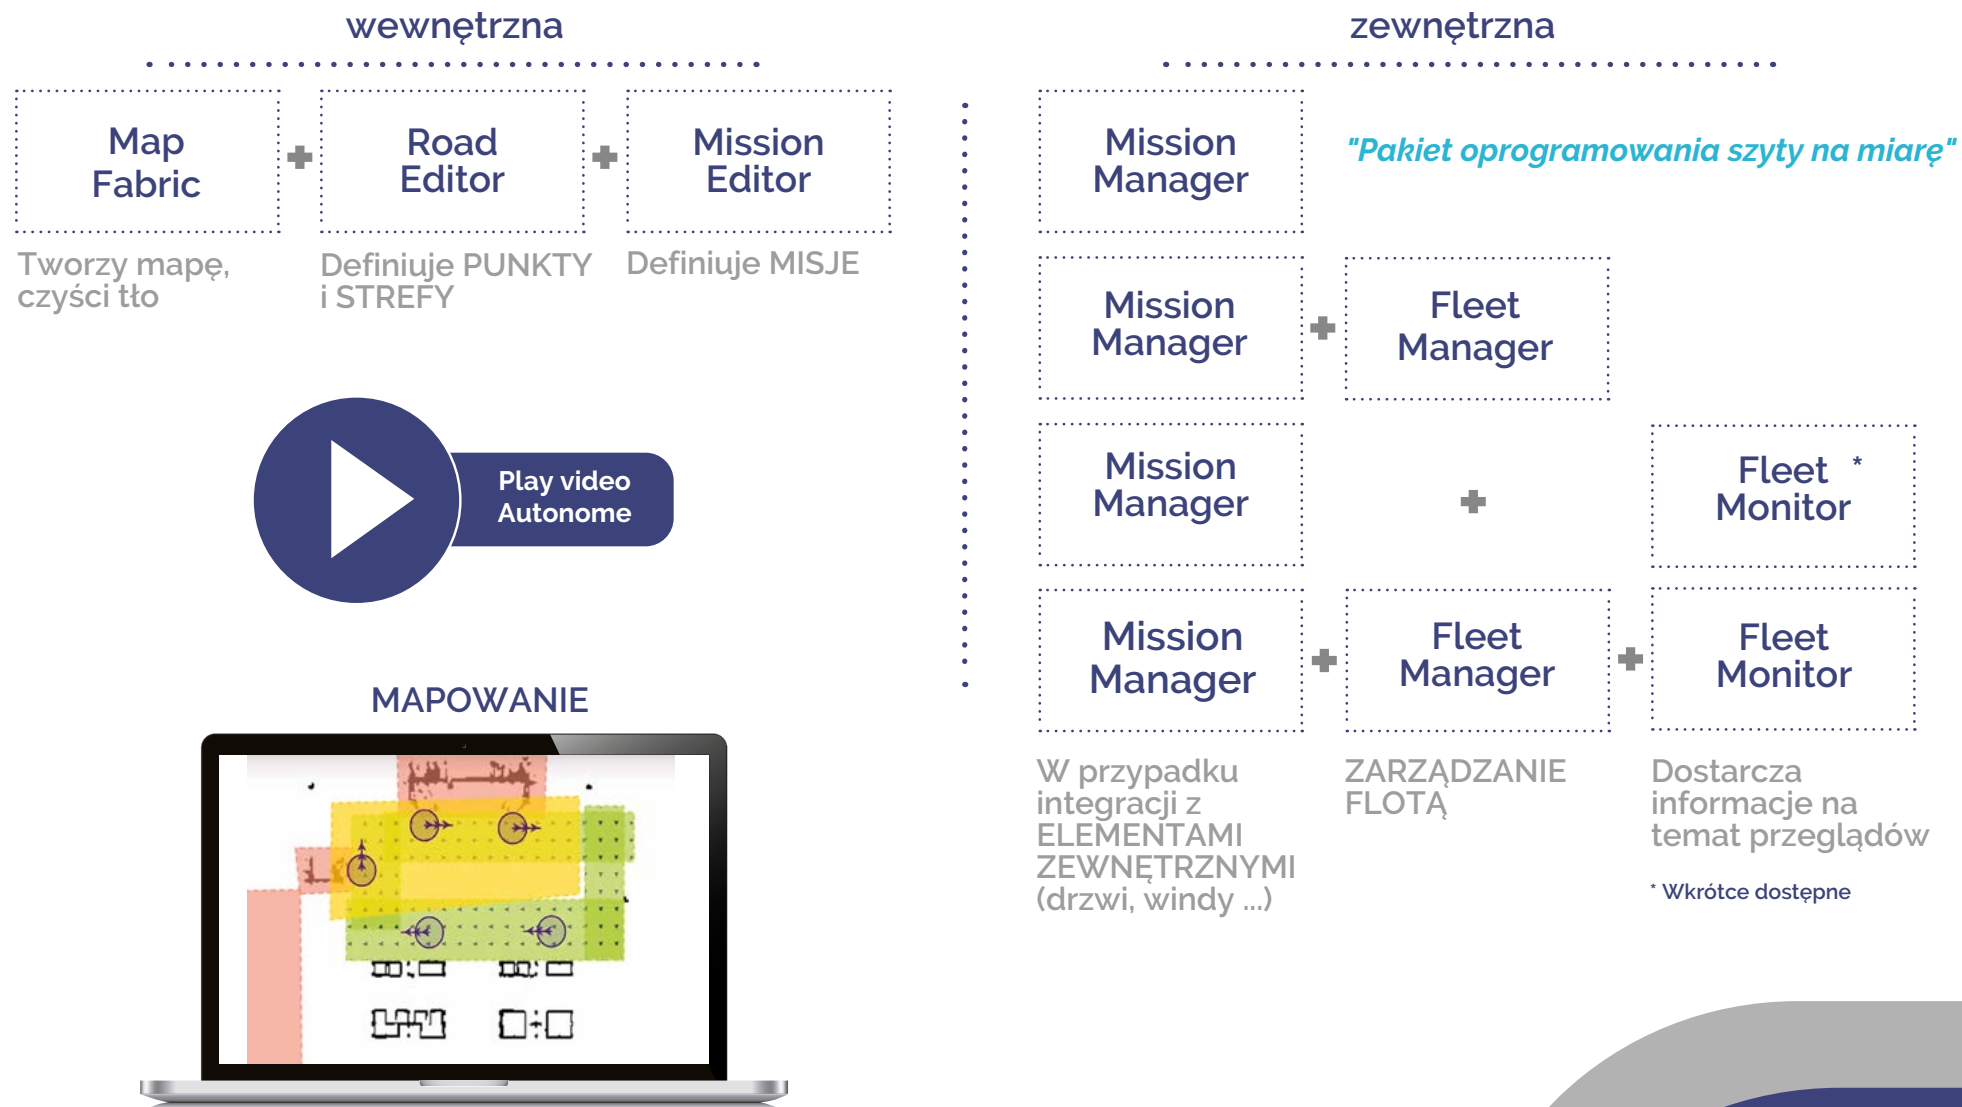 wewnętrzna
Map
Fabric
Road
Editor
Mission
Editor
Tworzy mapę,
czyści tło
Definiuje PUNKTY
i STREFY
Definiuje MISJE
Play video
Autonome
MAPOWANIE
zewnętrzna
Mission
Manager
"Pakiet oprogramowania szyty na miarę"
Mission
Manager
Fleet
Manager
Mission
Manager
Fleet *
Monitor
Mission
Manager
Fleet
Manager
Fleet
Monitor
W przypadku
integracji z
ELEMENTAMI
ZEWNĘTRZNYMI
(drzwi, windy ...)
ZARZĄDZANIE
FLOTĄ
Dostarcza
informacje na
temat przeglądów
* Wkrótce dostępne